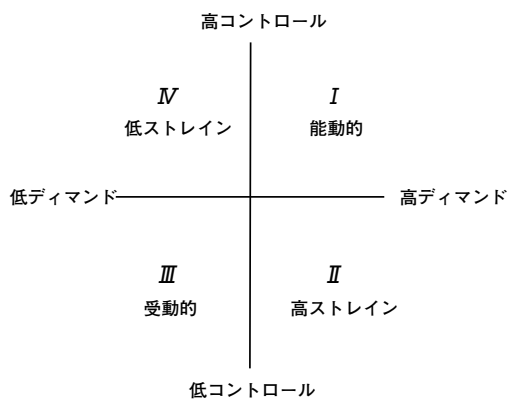 高コントロール
Ⅳ
低ストレイン
Ⅰ
能動的
低ディマンド
高ディマンド
Ⅲ
受動的
Ⅱ
高ストレイン
低コントロール